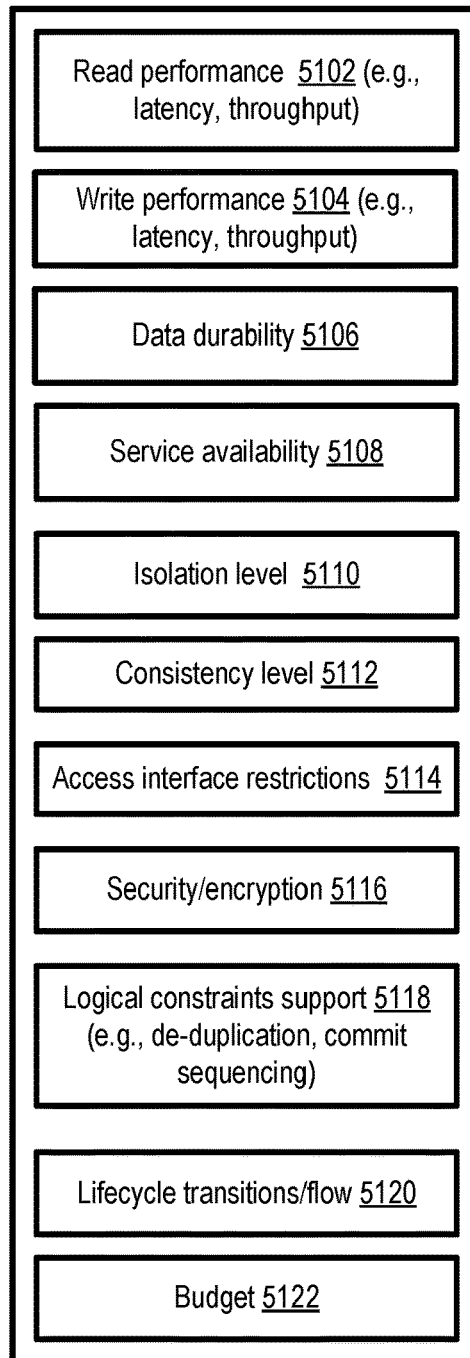 Read performance 5102 (e.g.,
latency, throughput)
Write performance 5104 (e.g.,
latency, throughput)
Data durability 5106
Service availability 5108
Isolation level 5110
Consistency level 5112
Access interface restrictions 5114
Security/encryption 5116
Logical constraints support 5118
(e.g., de-duplication, commit
sequencing)
Lifecycle transitions/flow 5120
Budget 5122